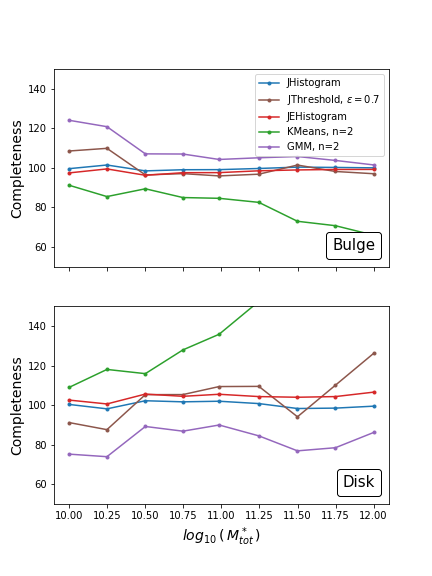 140
120
100
80
60
Completeness
JHistogram
JThreshold, ε = 0.7
JEHistogram
KMeans, n=2
GMM, n=2
Bulge
140
120
100
80
60
Completeness
Disk
10.00 10.25 10.50 10.75 11.00 11.25 11.50 11.75 12.00
log₁₀ ( M*ₜₒₜ )